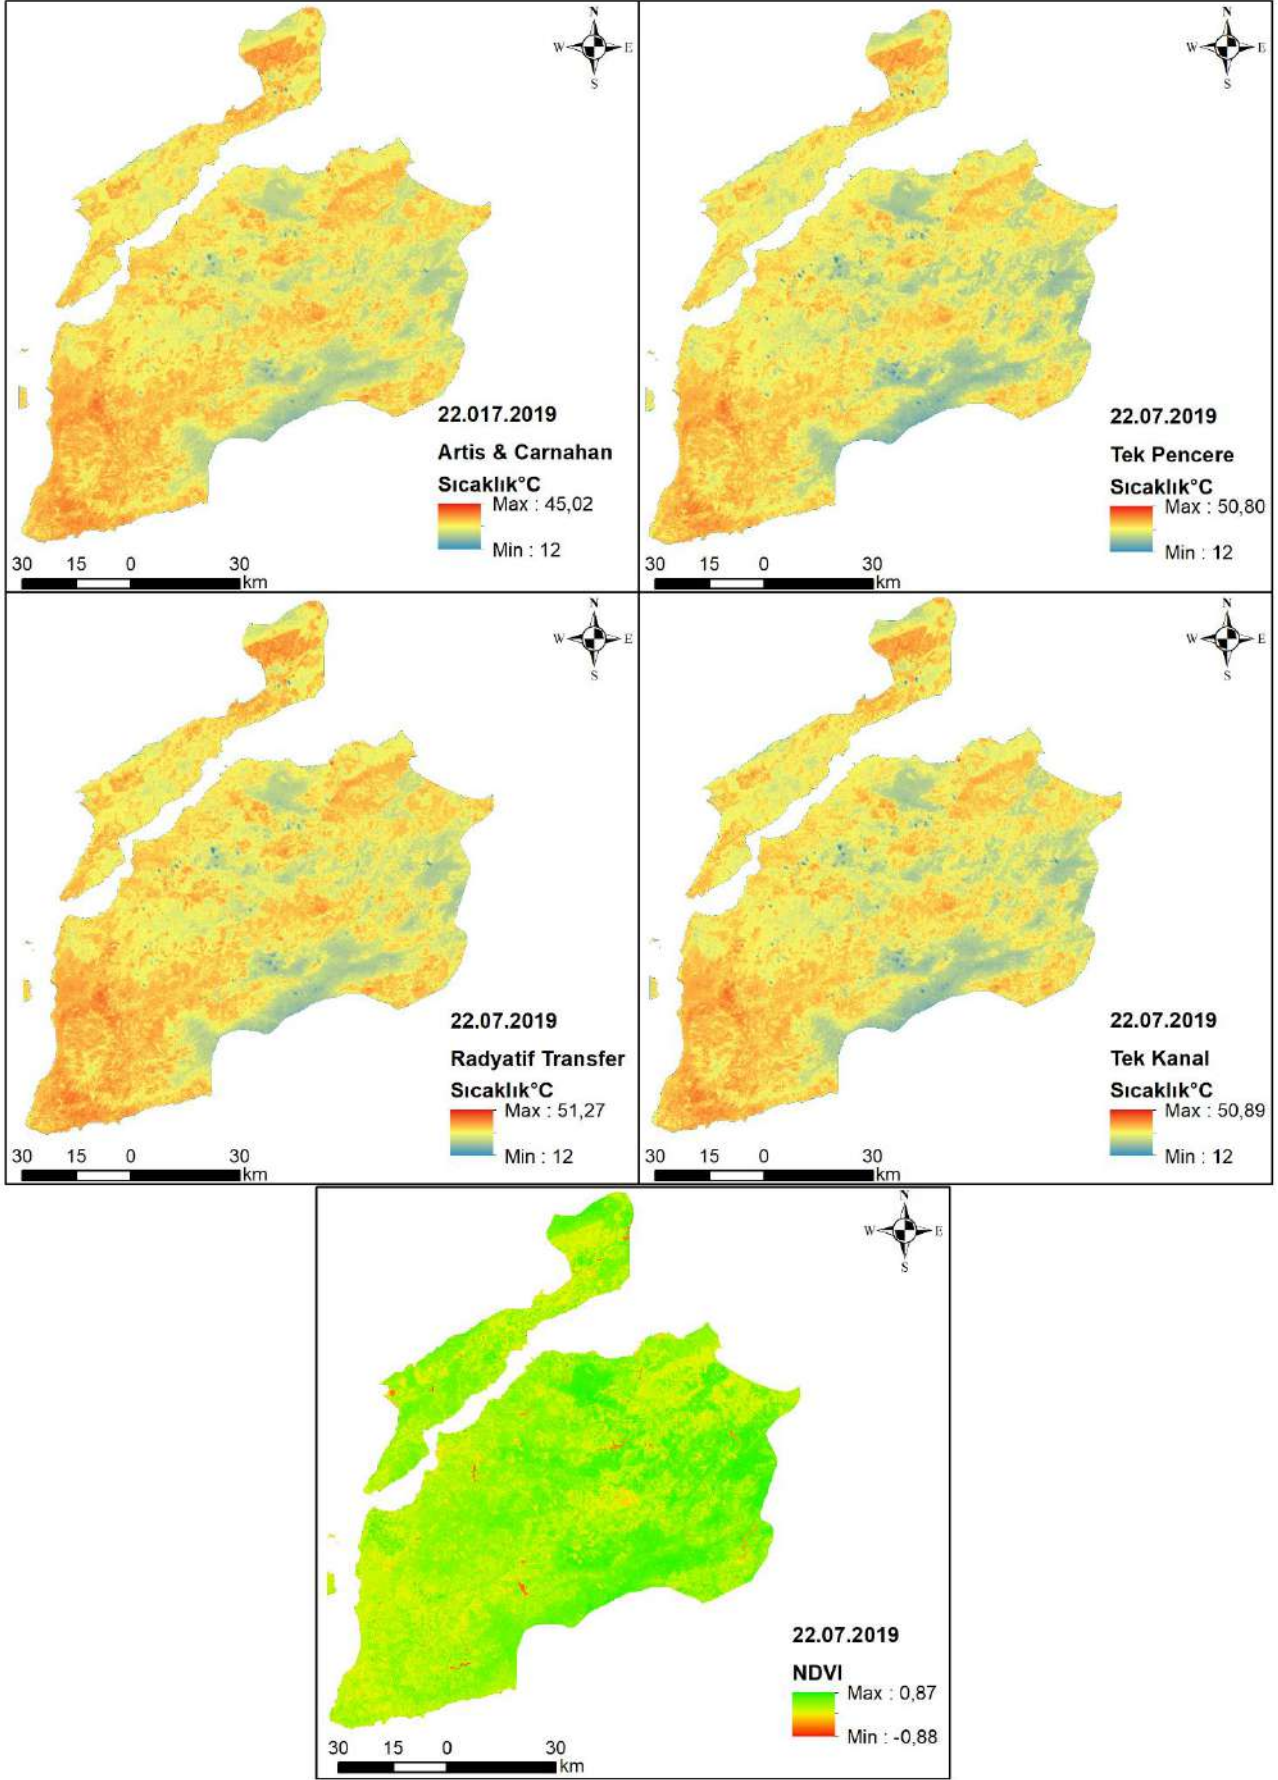 N
W E
S
22.017.2019
Artis & Carnahan
Sıcaklık°C
Max : 45,02
Min : 12
30 15 0 30
km
N
W E
S
22.07.2019
Tek Pencere
Sıcaklık°C
Max : 50,80
Min : 12
30 15 0 30
km
N
W E
S
22.07.2019
Radyatif Transfer
Sıcaklık°C
Max : 51,27
Min : 12
30 15 0 30
km
N
W E
S
22.07.2019
Tek Kanal
Sıcaklık°C
Max : 50,89
Min : 12
30 15 0 30
km
N
W E
S
22.07.2019
NDVI
Max : 0,87
Min : -0,88
30 15 0 30
km